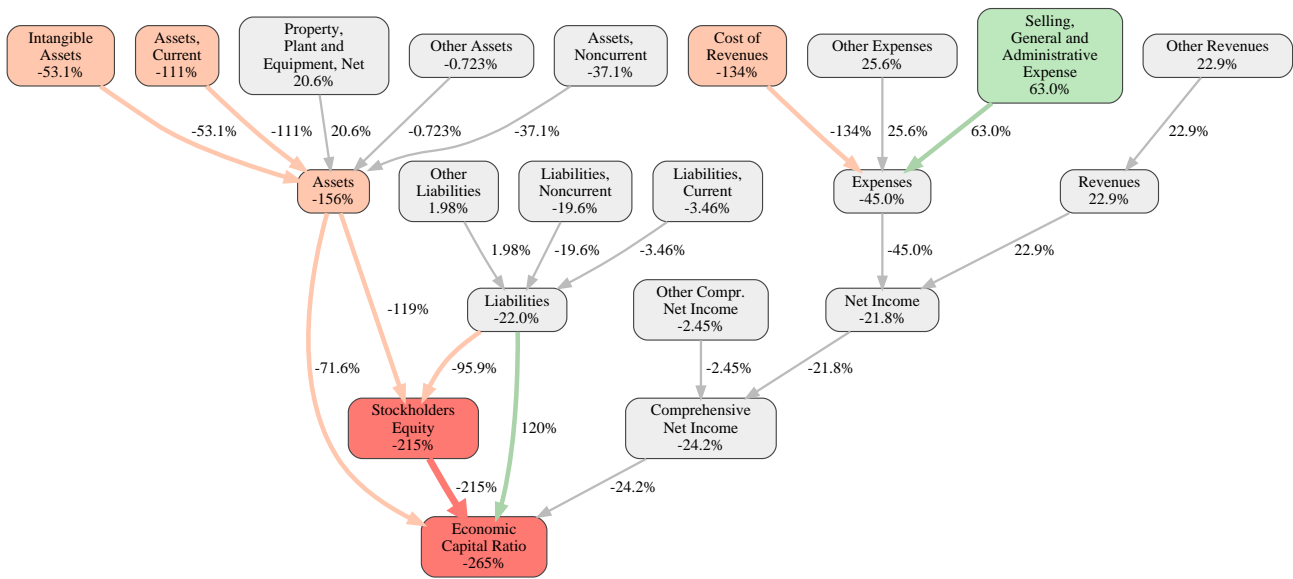 Intangible
Assets
-53.1%
Assets,
Current
-111%
Property,
Plant and
Equipment, Net
20.6%
Other Assets
-0.723%
Assets,
Noncurrent
-37.1%
Cost of
Revenues
-134%
Other Expenses
25.6%
Selling,
General and
Administrative
Expense
63.0%
Other Revenues
22.9%
-53.1%
-111%
20.6%
-0.723%
-37.1%
-134%
25.6%
63.0%
22.9%
Assets
-156%
Other
Liabilities
1.98%
Liabilities,
Noncurrent
-19.6%
Liabilities,
Current
-3.46%
Expenses
-45.0%
Revenues
22.9%
1.98%
-19.6%
-3.46%
-45.0%
22.9%
-119%
Liabilities
-22.0%
Other Compr.
Net Income
-2.45%
Net Income
-21.8%
-71.6%
-95.9%
-2.45%
-21.8%
Stockholders
Equity
-215%
120%
Comprehensive
Net Income
-24.2%
-215%
-24.2%
Economic
Capital Ratio
-265%